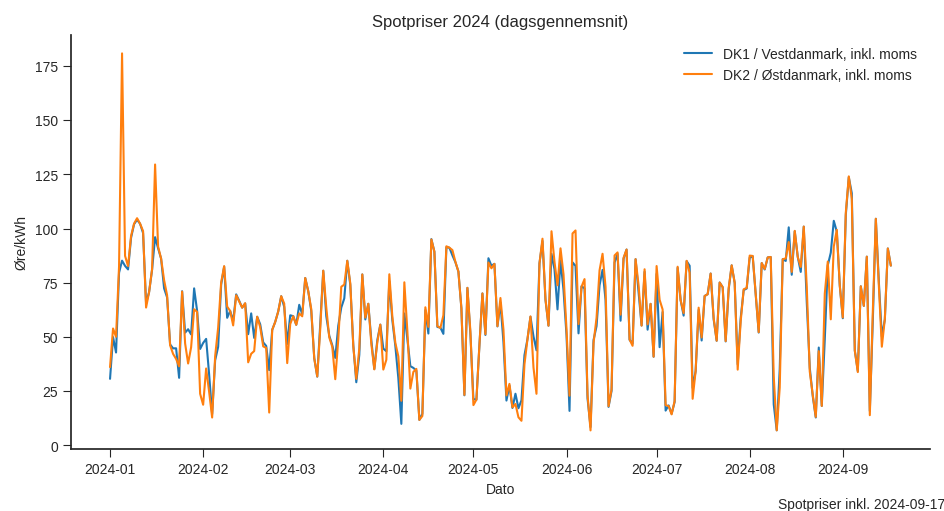 Spotpriser 2024 (dagsgennemsnit)
DK1 / Vestdanmark, inkl. moms
DK2 / Østdanmark, inkl. moms
Øre/kWh
175
150
125
100
75
50
25
0
2024-01 2024-02 2024-03 2024-04 2024-05 2024-06 2024-07 2024-08 2024-09
Dato
Spotpriser inkl. 2024-09-17